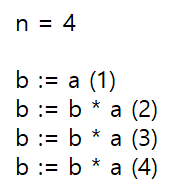 n = 4
b := a (1)
b := b * a (2)
b := b * a (3)
b := b * a (4)